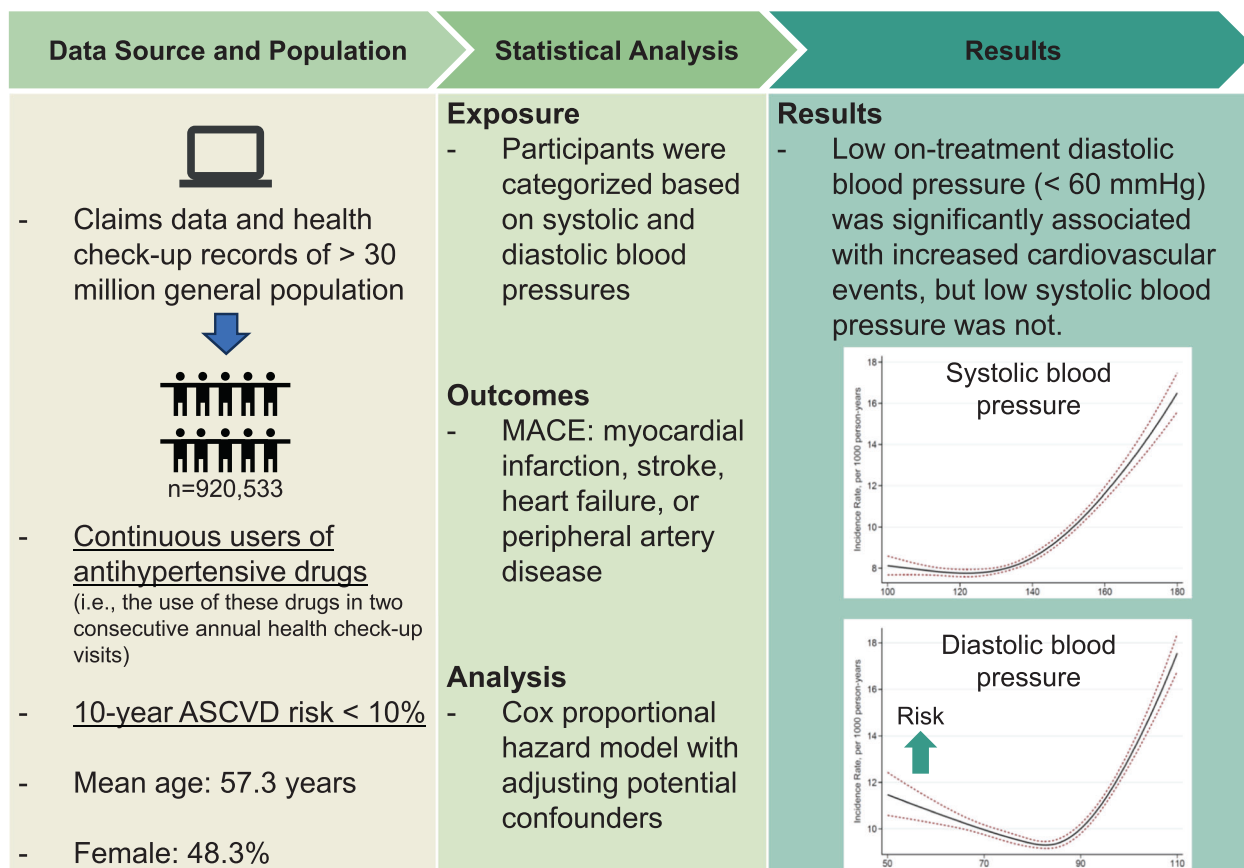 Data Source and Population
Statistical Analysis
Results
- Claims data and health
check-up records of > 30
million general population
n=920,533
- Continuous users of
antihypertensive drugs
(i.e., the use of these drugs in two
consecutive annual health check-up
visits)
- 10-year ASCVD risk < 10%
- Mean age: 57.3 years
- Female: 48.3%
Exposure
- Participants were
categorized based
on systolic and
diastolic blood
pressures
Outcomes
- MACE: myocardial
infarction, stroke,
heart failure, or
peripheral artery
disease
Analysis
- Cox proportional
hazard model with
adjusting potential
confounders
Results
- Low on-treatment diastolic
blood pressure (< 60 mmHg)
was significantly associated
with increased cardiovascular
events, but low systolic blood
pressure was not.
Systolic blood
pressure
Incidence Rate, per 1000 person-years
18
16
14
12
10
8
100 120 140 160 180
Diastolic blood
pressure
Risk
Incidence Rate, per 1000 person-years
18
16
14
12
10
50 70 90 110